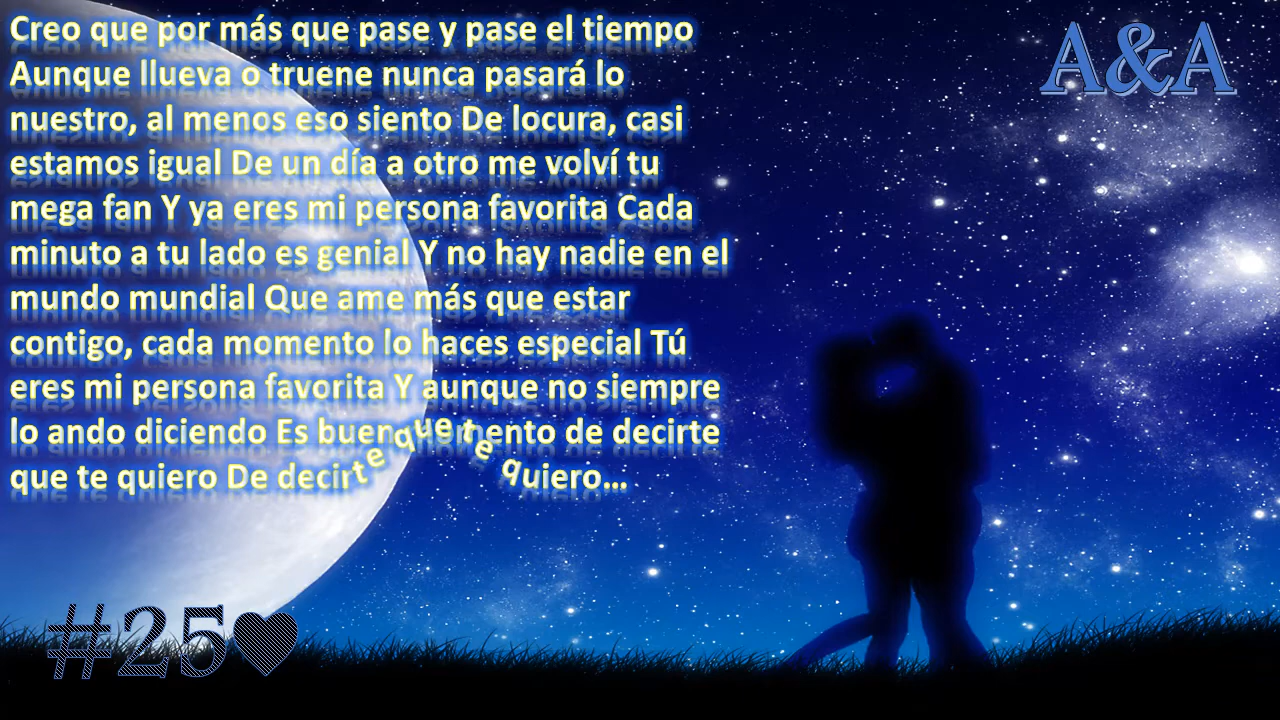 Creo que por más que pase y pase el tiempo
Aunque llueva o truene nunca pasará lo
nuestro, al menos eso siento De locura, casi
estamos igual De un día a otro me volví tu
mega fan Y ya eres mi persona favorita Cada
minuto a tu lado es genial Y no hay nadie en el
mundo mundial Que ame más que estar
contigo, cada momento lo haces especial Tú
eres mi persona favorita Y aunque no siempre
lo ando diciendo Es buen momento de decirte
que te quiero De decirte que te quiero...
A&A
#25♥